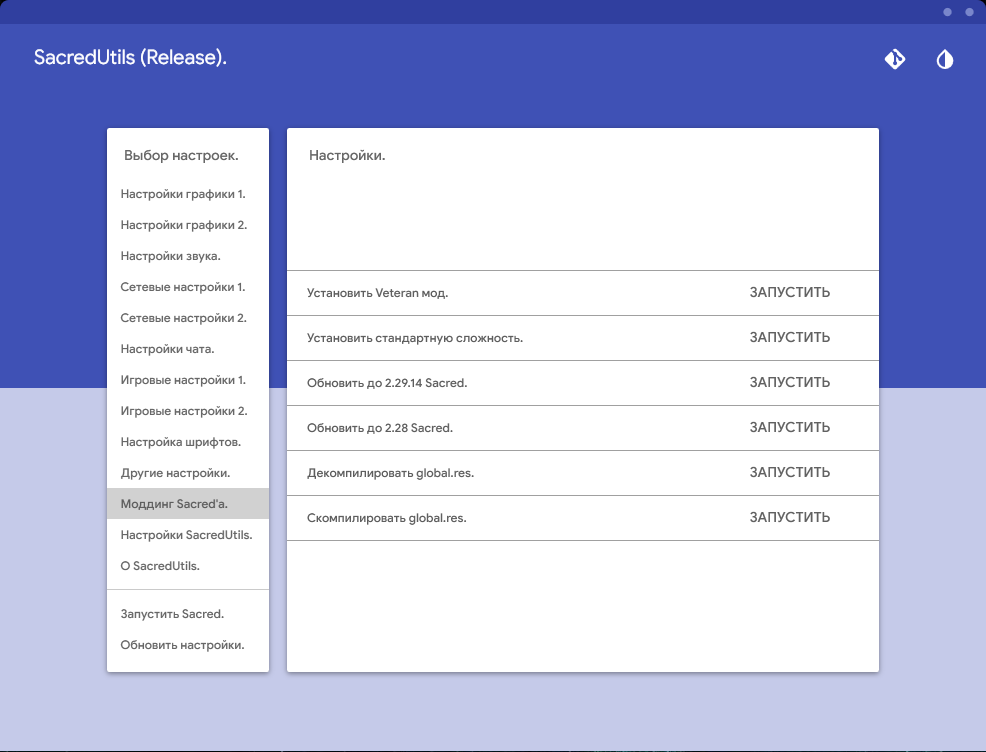 SacredUtils (Release).
Выбор настроек.
Настройки графики 1.
Настройки графики 2.
Настройки звука.
Сетевые настройки 1.
Сетевые настройки 2.
Настройки чата.
Игровые настройки 1.
Игровые настройки 2.
Настройка шрифтов.
Другие настройки.
Моддинг Sacred'a.
Настройки SacredUtils.
О SacredUtils.
Запустить Sacred.
Обновить настройки.
Настройки.
Установить Veteran мод. ЗАПУСТИТЬ
Установить стандартную сложность. ЗАПУСТИТЬ
Обновить до 2.29.14 Sacred. ЗАПУСТИТЬ
Обновить до 2.28 Sacred. ЗАПУСТИТЬ
Декомпилировать global.res. ЗАПУСТИТЬ
Скомпилировать global.res. ЗАПУСТИТЬ